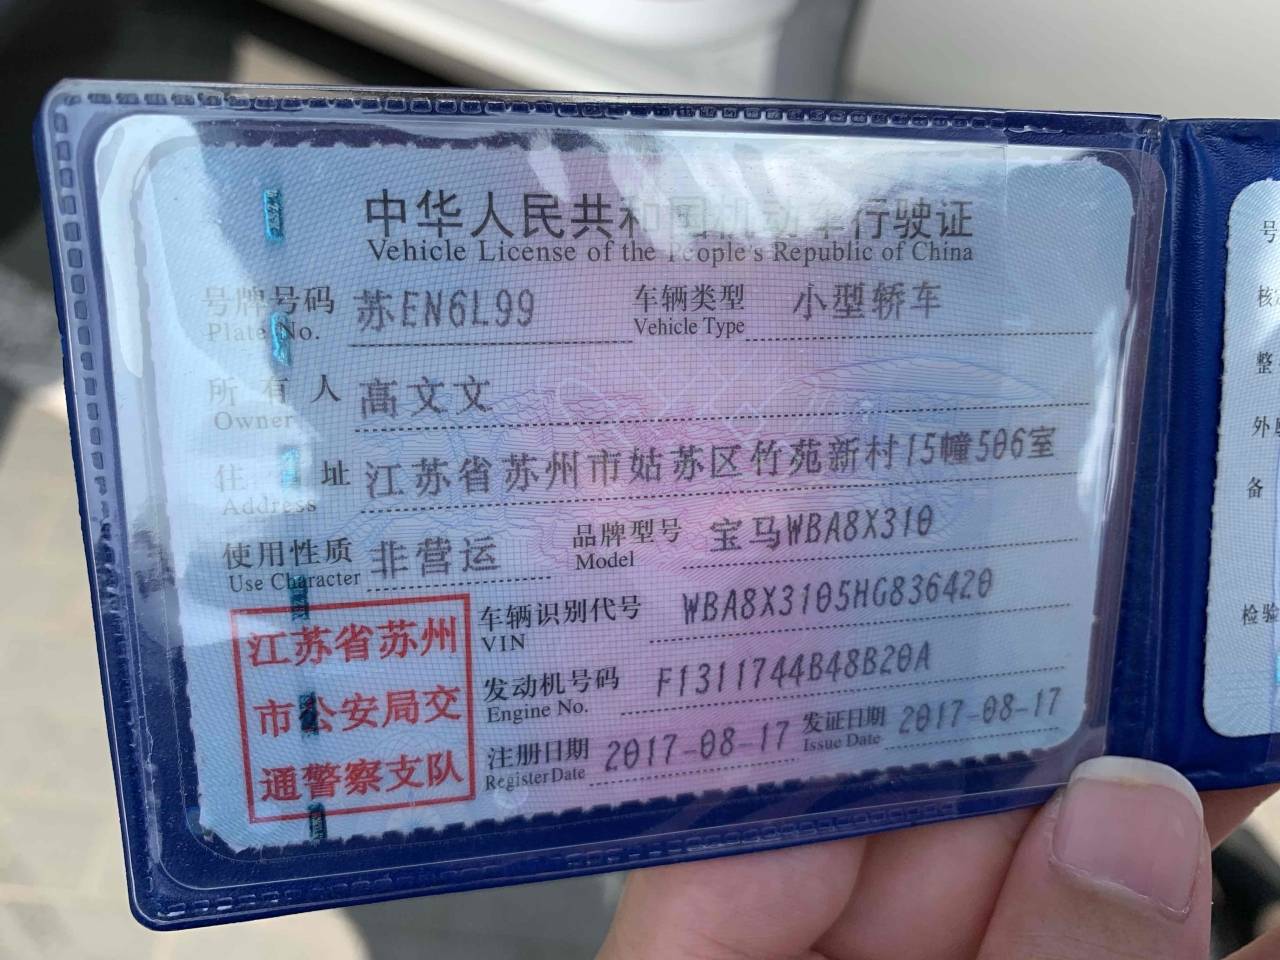 中华人民共和国机动车行驶证
Vehicle License of the People's Republic of China
号牌号码 苏EN6L99 车辆类型 小型轿车
Plate No. Vehicle Type
所有人 高文文
Owner
住址 江苏省苏州市姑苏区竹苑新村15幢506室
Address
使用性质 非营运 品牌型号 宝马WBA8X310
Use Character Model
车辆识别代号 WBA8X3105HG836420
VIN
发动机号码 F1311744B48B20A
Engine No.
注册日期 2017-08-17 发证日期 2017-08-17
Register Date Issue Date
江苏省苏州
市公安局交
通警察支队
号
核
整
外
备
检验